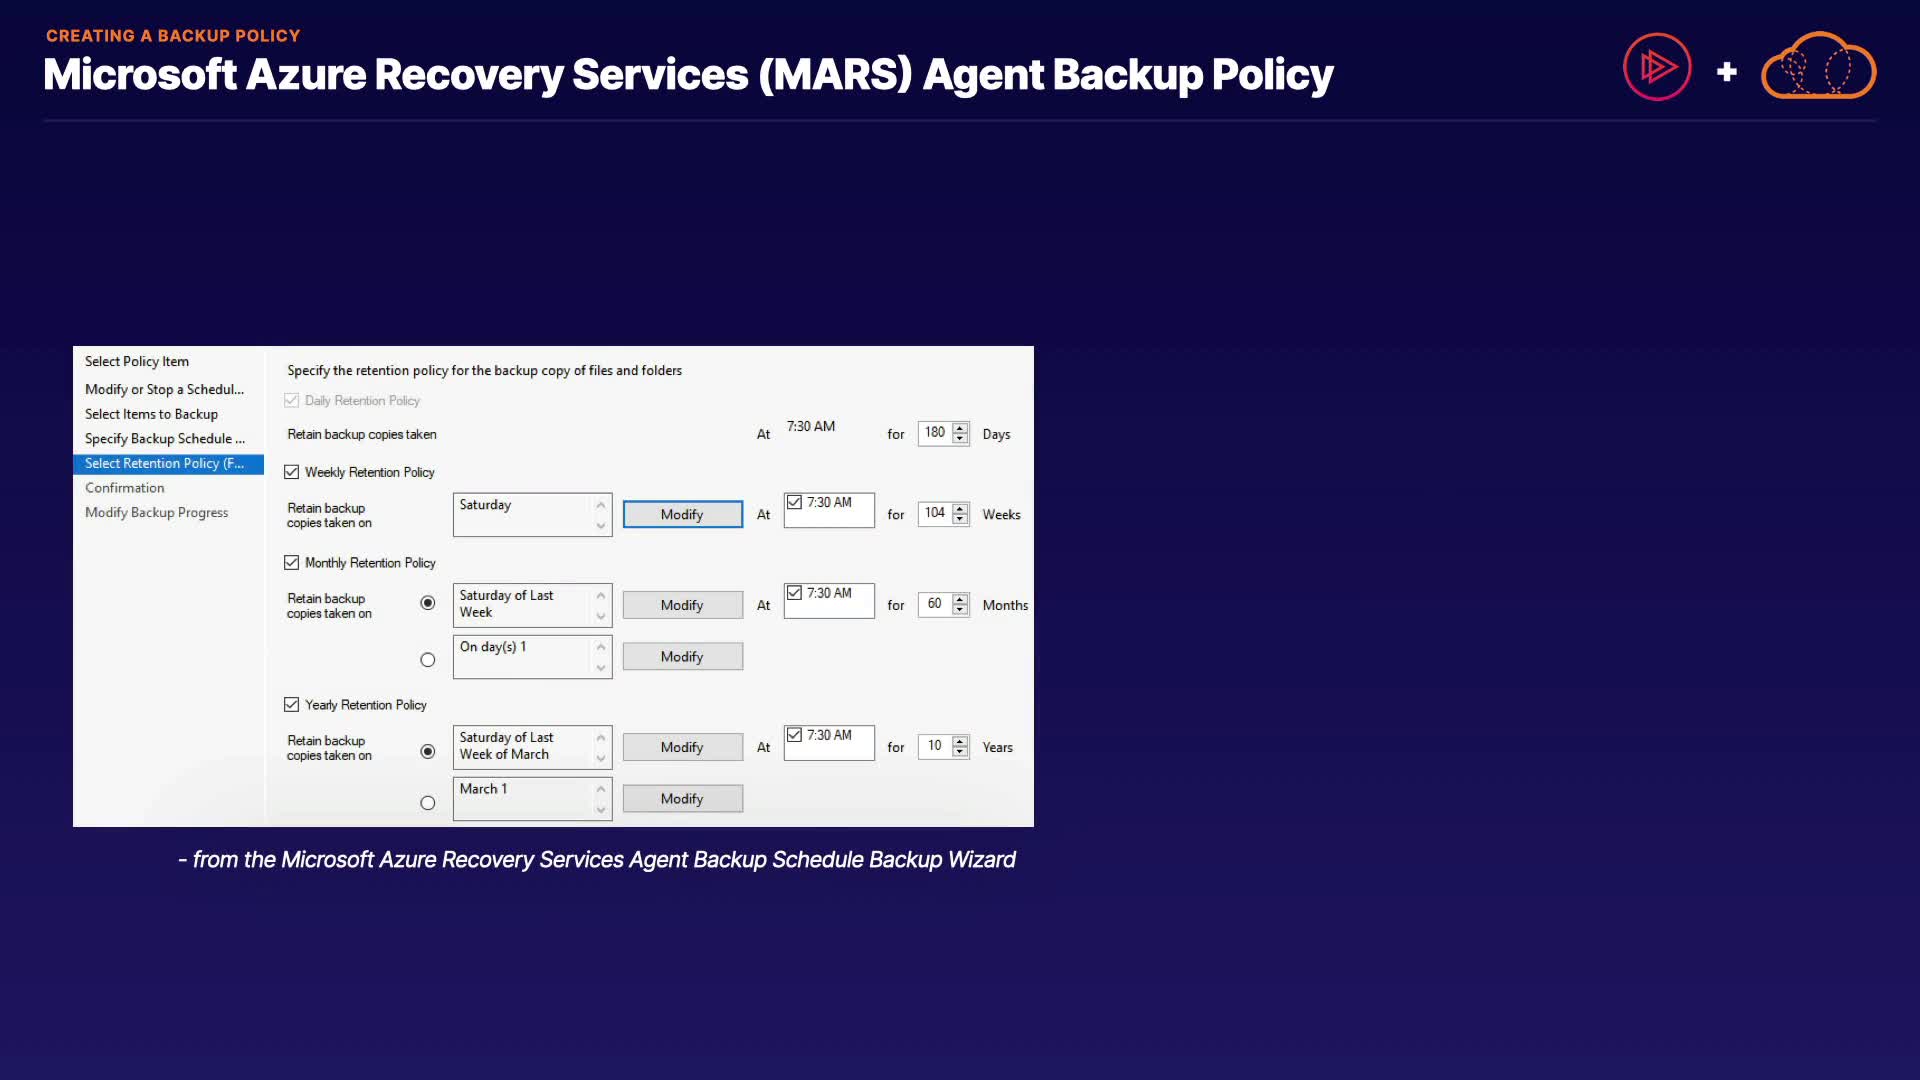 CREATING A BACKUP POLICY
Microsoft Azure Recovery Services (MARS) Agent Backup Policy
Select Policy Item
Modify or Stop a Schedul...
Select Items to Backup
Specify Backup Schedule ...
Select Retention Policy (F...
Confirmation
Modify Backup Progress
Specify the retention policy for the backup copy of files and folders
Daily Retention Policy
Retain backup copies taken At 7:30 AM for 180 Days
Weekly Retention Policy
Retain backup
copies taken on
Saturday
Modify At 7:30 AM for 104 Weeks
Monthly Retention Policy
Retain backup
copies taken on
Saturday of Last
Week
Modify At 7:30 AM for 60 Months
On day(s) 1
Modify
Yearly Retention Policy
Retain backup
copies taken on
Saturday of Last
Week of March
Modify At 7:30 AM for 10 Years
March 1
Modify
- from the Microsoft Azure Recovery Services Agent Backup Schedule Backup Wizard